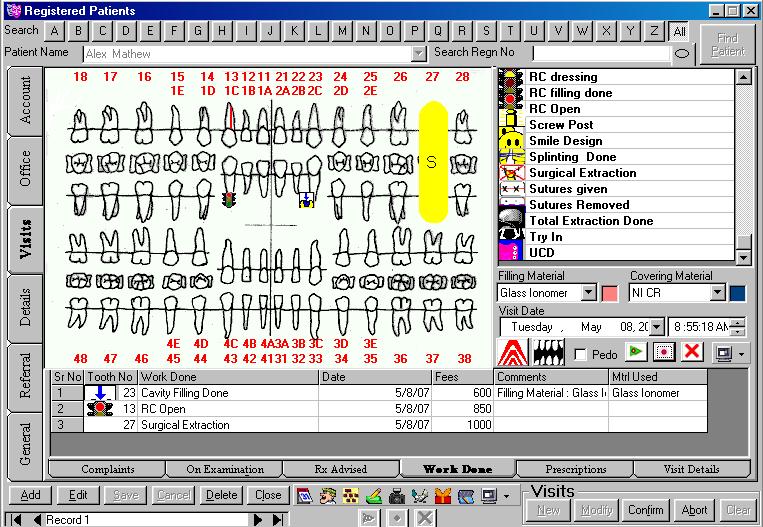 Registered Patients
Search A B C D E F G H I J K L M N O P Q R S T U V W X Y Z All Find Patient
Patient Name Alex Mathew Search Regn No
Account
Office
Visits
Details
Referral
General
18 17 16 15 14 13 12 11 21 22 23 24 25 26 27 28
1E 1D 1C 1B 1A 2A 2B 2C 2D 2E
S
4E 4D 4C 4B 4A 3A 3B 3C 3D 3E
48 47 46 45 44 43 42 41 31 32 33 34 35 36 37 38
RC dressing
RC filling done
RC Open
Screw Post
Smile Design
Splinting Done
Surgical Extraction
Sutures given
Sutures Removed
Total Extraction Done
Try In
UCD
Filling Material Covering Material
Glass Ionomer NI CR
Visit Date
Tuesday , May 08, 20 8:55:18 AM
Pedo
Sr No Tooth No Work Done Date Fees Comments Mtrl Used
1 23 Cavity Filling Done 5/8/07 600 Filling Material : Glass I Glass Ionomer
2 13 RC Open 5/8/07 850
3 27 Surgical Extraction 5/8/07 1000
Complaints On Examination Rx Advised Work Done Prescriptions Visit Details
Add Edit Save Cancel Delete Close
Visits
New Modify Confirm Abort Clear
Record 1